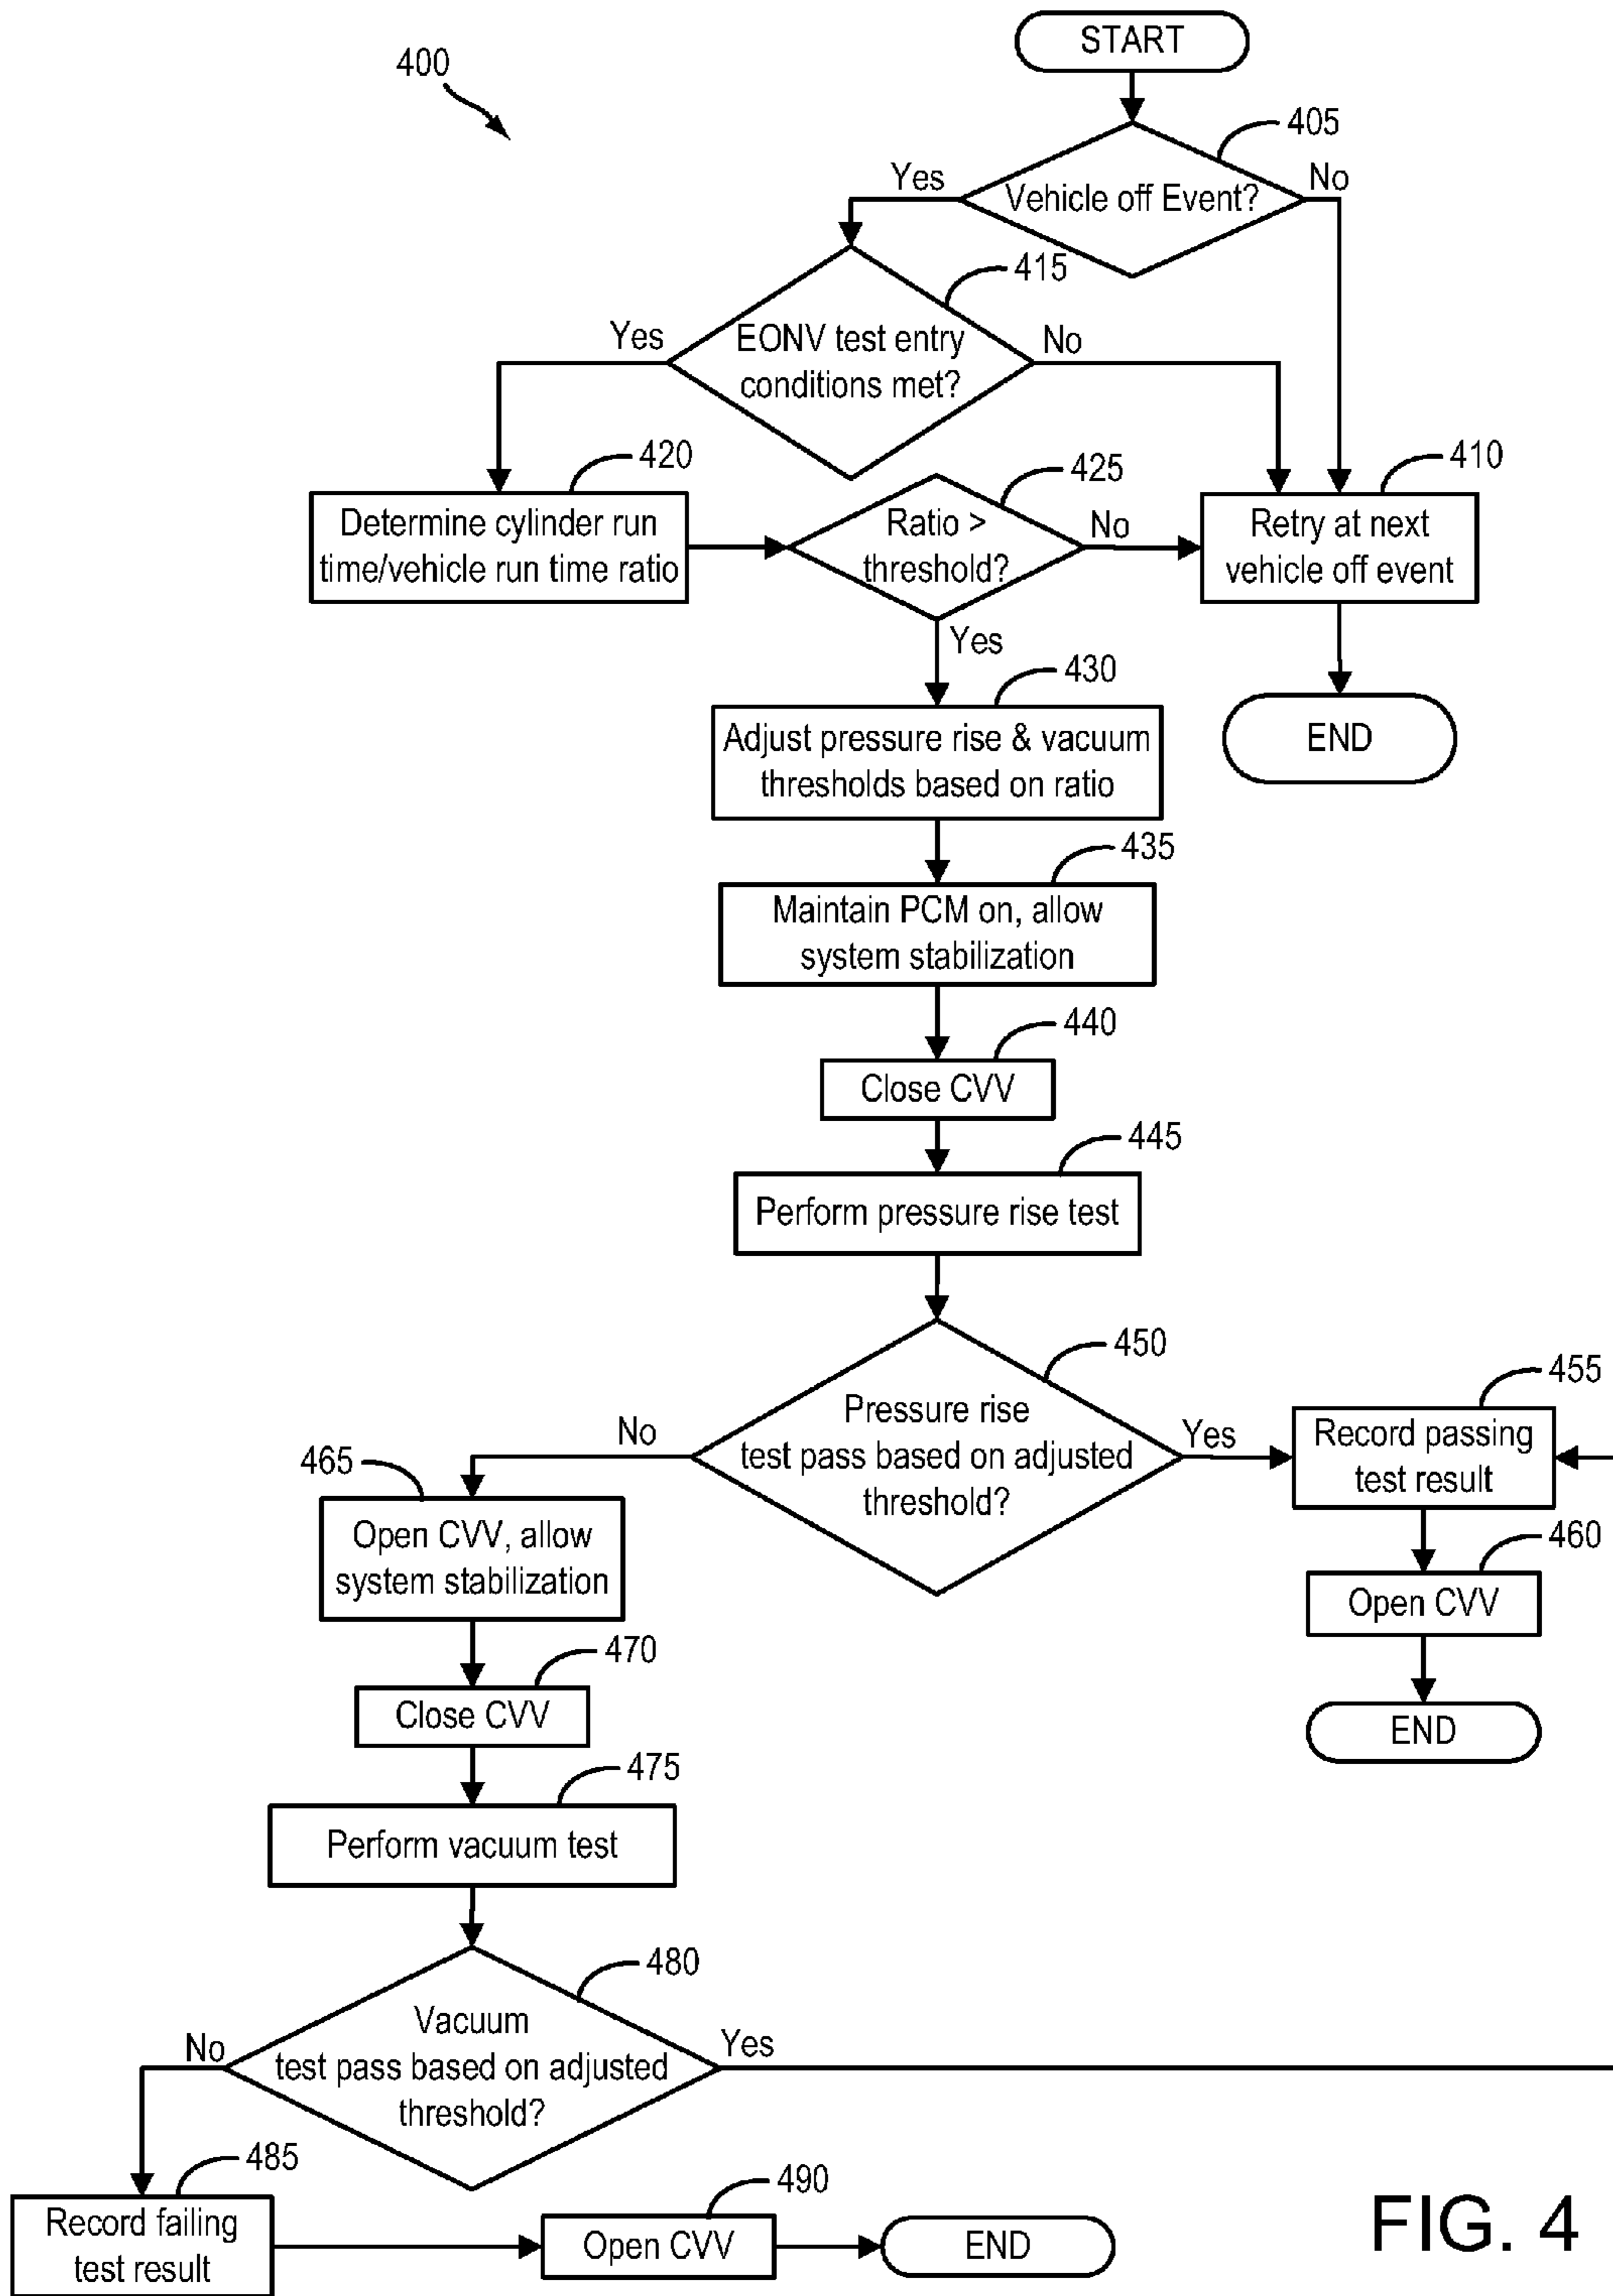 START
400
405
Yes
No
Vehicle off Event?
415
Yes
No
EONV test entry
conditions met?
420
425
410
Determine cylinder run
time/vehicle run time ratio
Ratio >
threshold?
No
Retry at next
vehicle off event
Yes
430
Adjust pressure rise & vacuum
thresholds based on ratio
END
435
Maintain PCM on, allow
system stabilization
440
Close CVV
445
Perform pressure rise test
450
Pressure rise
test pass based on adjusted
threshold?
No
Yes
455
Record passing
test result
465
Open CVV, allow
system stabilization
460
Open CVV
470
Close CVV
END
475
Perform vacuum test
480
Vacuum
test pass based on adjusted
threshold?
No
Yes
485
Record failing
test result
490
Open CVV
END
FIG. 4